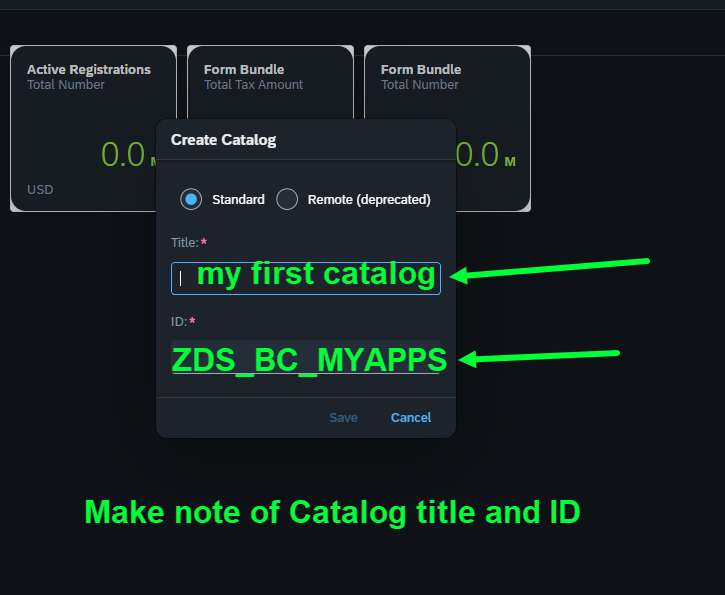 Active Registrations
Total Number
0.0 M
USD
Form Bundle
Total Tax Amount
Form Bundle
Total Number
0.0 M
Create Catalog
Standard
Remote (deprecated)
Title:*
my first catalog
ID:*
ZDS_BC_MYAPPS
Save
Cancel
Make note of Catalog title and ID